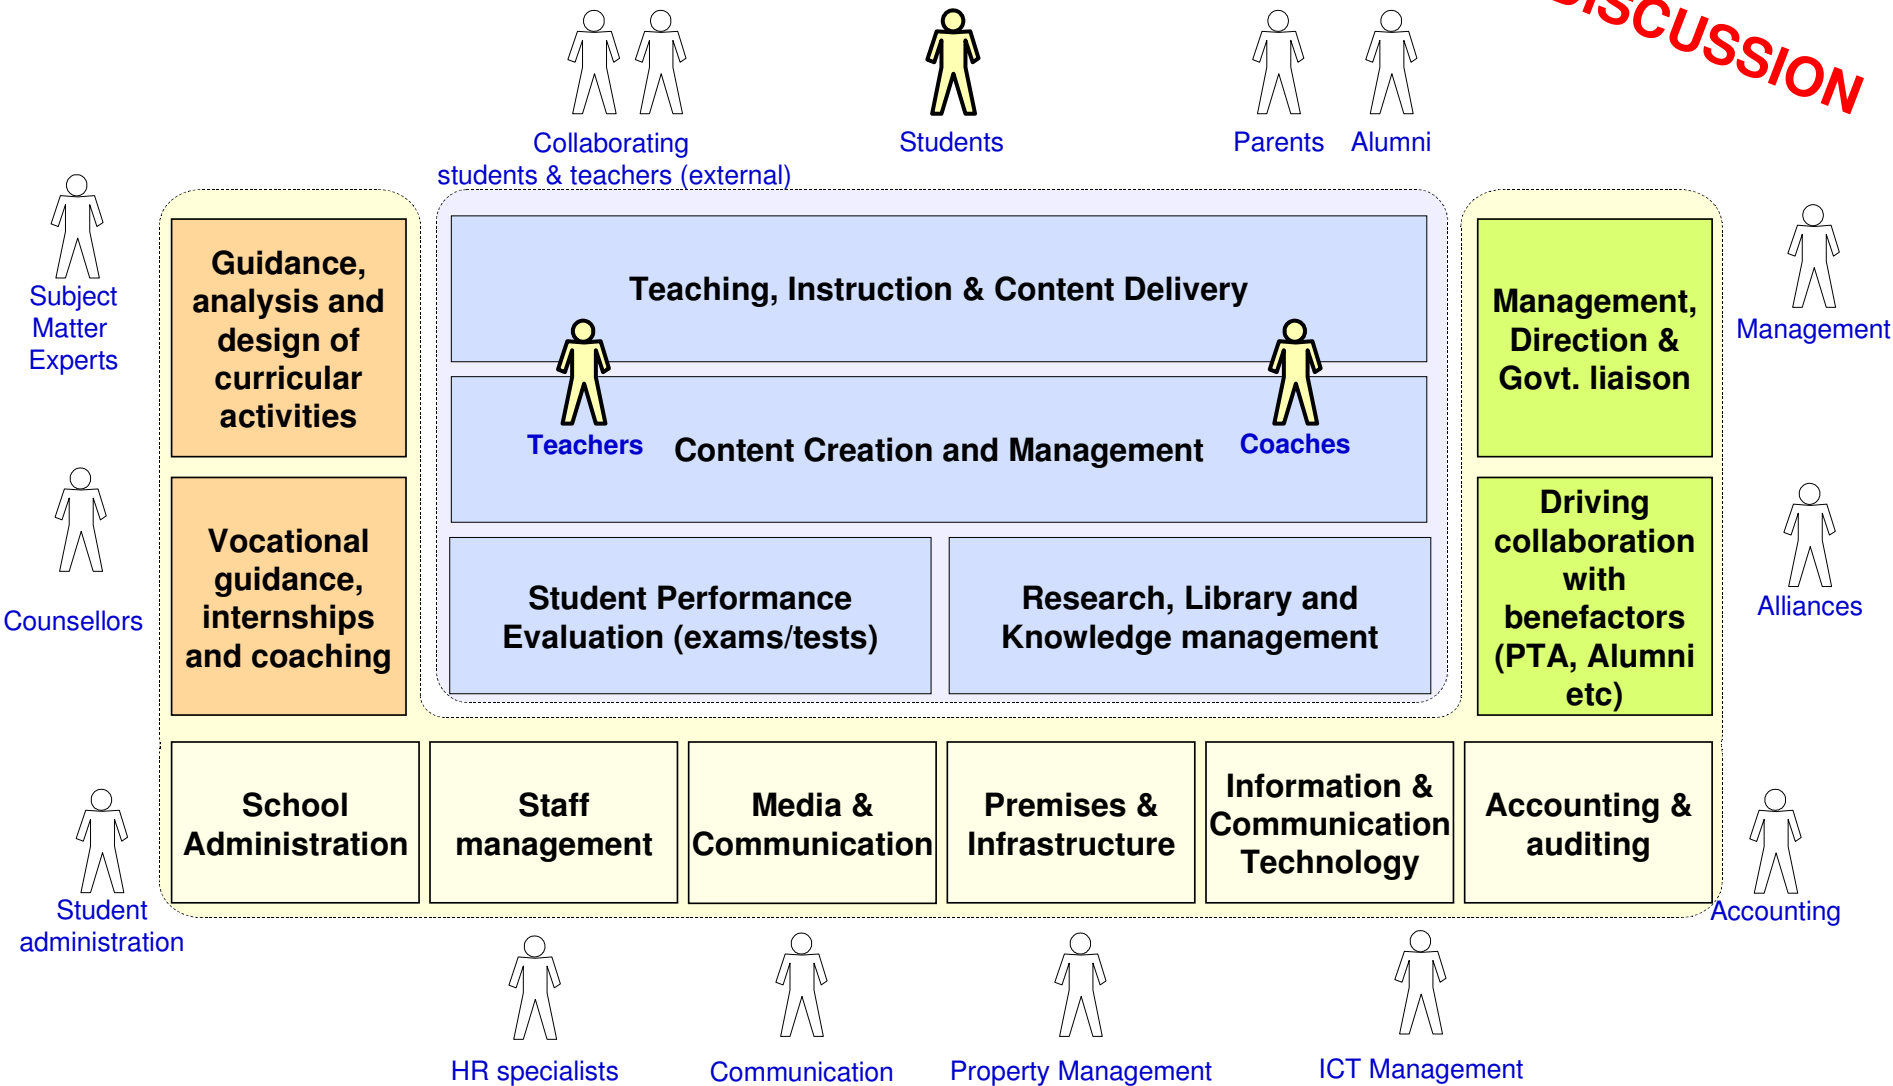 DISCUSSION
Collaborating
students & teachers (external)
Students
Parents
Alumni
Subject
Matter
Experts
Guidance,
analysis and
design of
curricular
activities
Teaching, Instruction & Content Delivery
Management,
Direction &
Govt. liaison
Management
Teachers
Content Creation and Management
Coaches
Counsellors
Vocational
guidance,
internships
and coaching
Student Performance
Evaluation (exams/tests)
Research, Library and
Knowledge management
Driving
collaboration
with
benefactors
(PTA, Alumni
etc)
Alliances
School
Administration
Staff
management
Media &
Communication
Premises &
Infrastructure
Information &
Communication
Technology
Accounting &
auditing
Student
administration
Accounting
HR specialists
Communication
Property Management
ICT Management